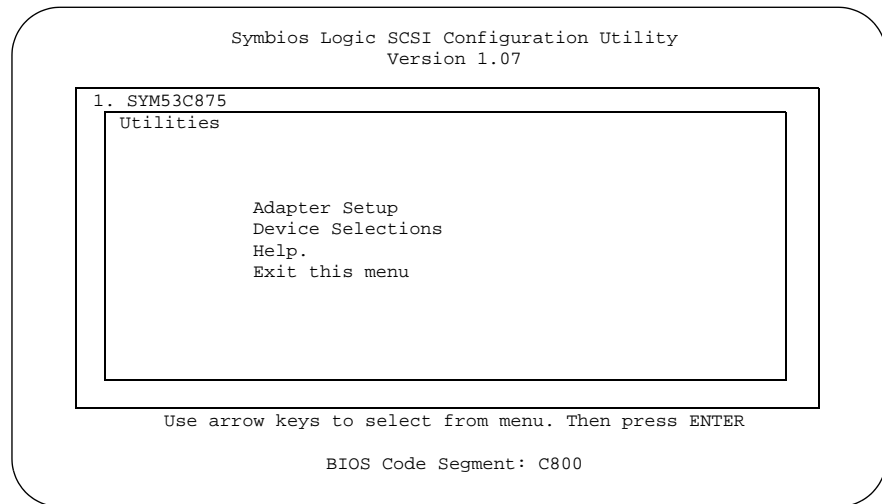 Symbios Logic SCSI Configuration Utility
Version 1.07
1. SYM53C875
Utilities
Adapter Setup
Device Selections
Help.
Exit this menu
Use arrow keys to select from menu. Then press ENTER
BIOS Code Segment: C800